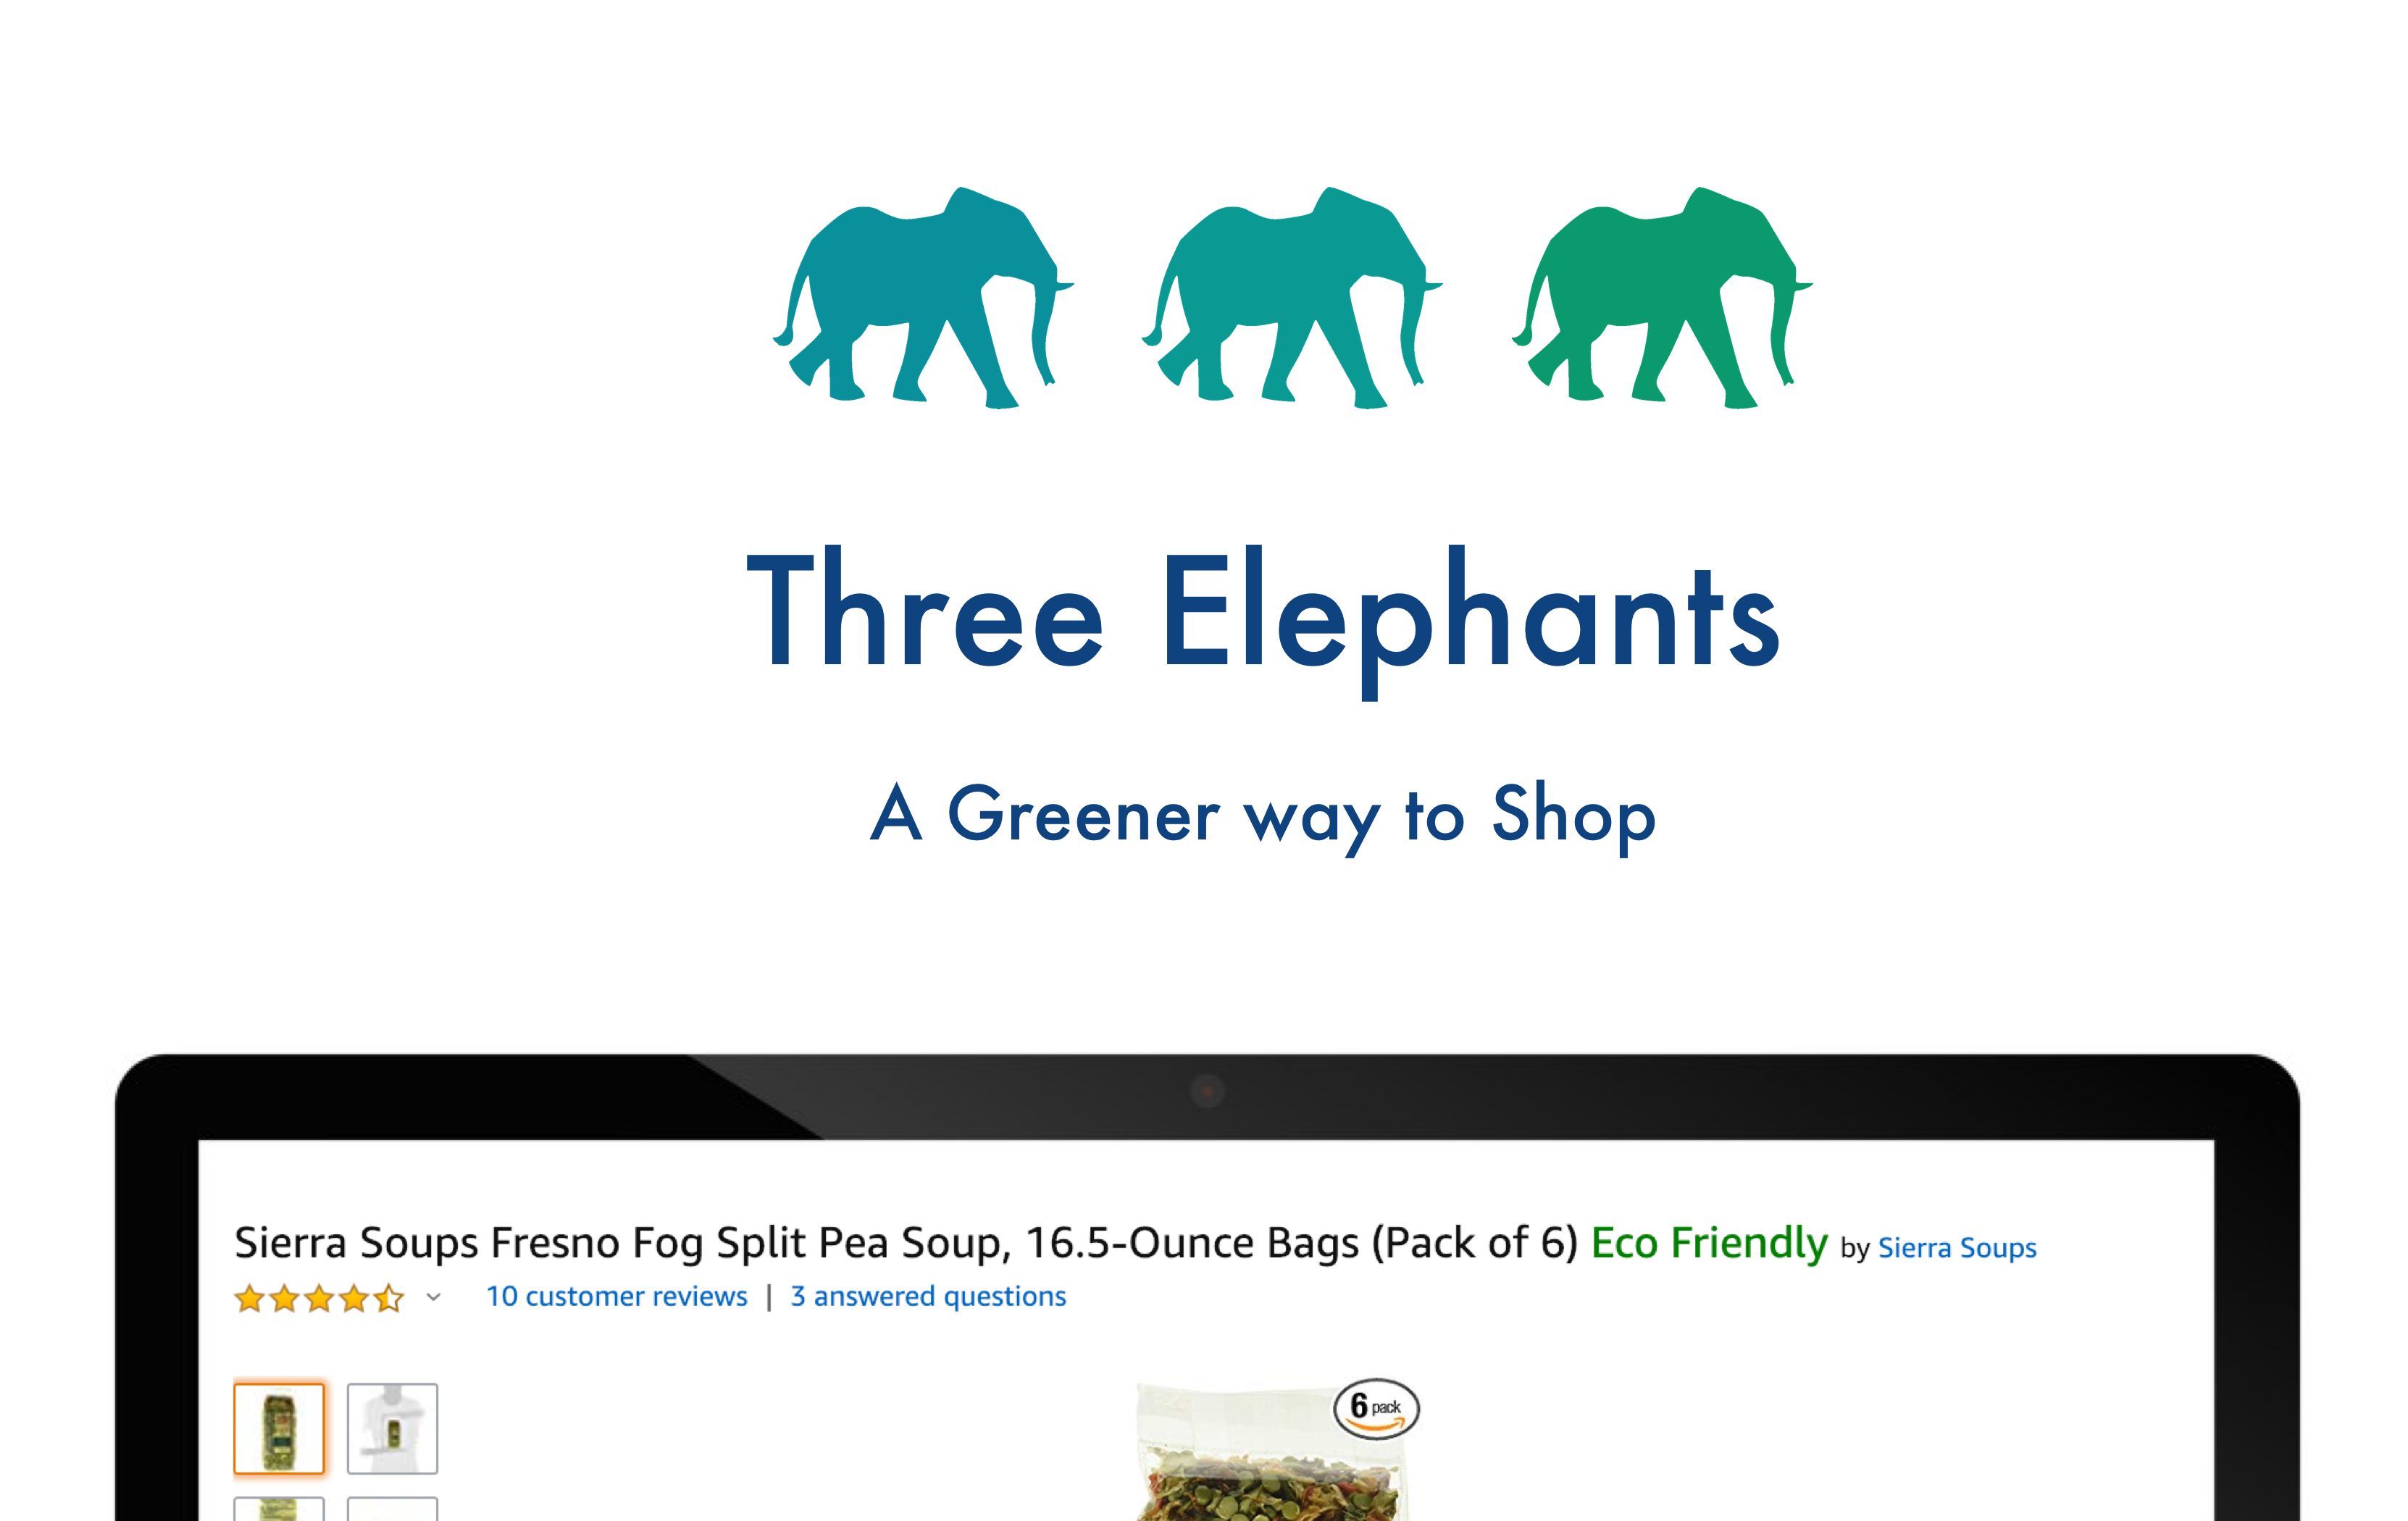 Three Elephants
A Greener way to Shop
Sierra Soups Fresno Fog Split Pea Soup, 16.5-Ounce Bags (Pack of 6) Eco Friendly by Sierra Soups
10 customer reviews | 3 answered questions
6 pack